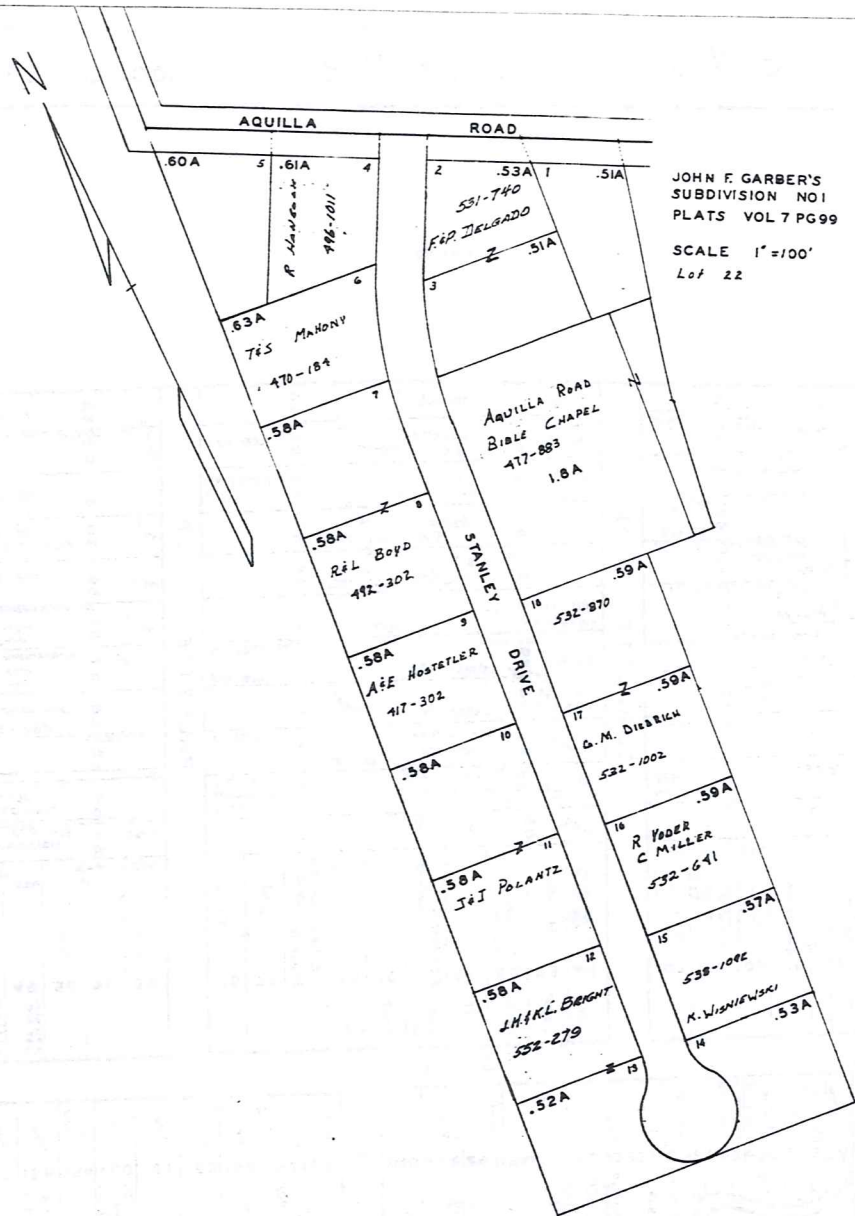 N
AQUILLA ROAD
JOHN F. GARBER'S
SUBDIVISION NO 1
PLATS VOL 7 PG 99
SCALE 1" = 100'
Lot 22
.60A
5
.61A
4
496-1011
2
.53A
1
.51A
531-740
F.&P. DELGADO
Z
.51A
3
6
.63A
T&S MAHONY
470-184
7
.58A
AQUILLA ROAD
BIBLE CHAPEL
477-883
1.8A
Z
STANLEY DRIVE
Z
8
.58A
R&L BOYD
492-302
9
.58A
A&E HOSTETLER
417-302
10
.58A
Z
11
.58A
J&I POLANTZ
12
.58A
J.H.&K.L. BRIGHT
552-279
Z
13
.52A
18
.59A
532-870
17
Z
.59A
G.M. DIEDRICH
532-1002
16
.59A
R YODER
C MILLER
532-641
15
.57A
K. WISNIEWSKI
14
.53A